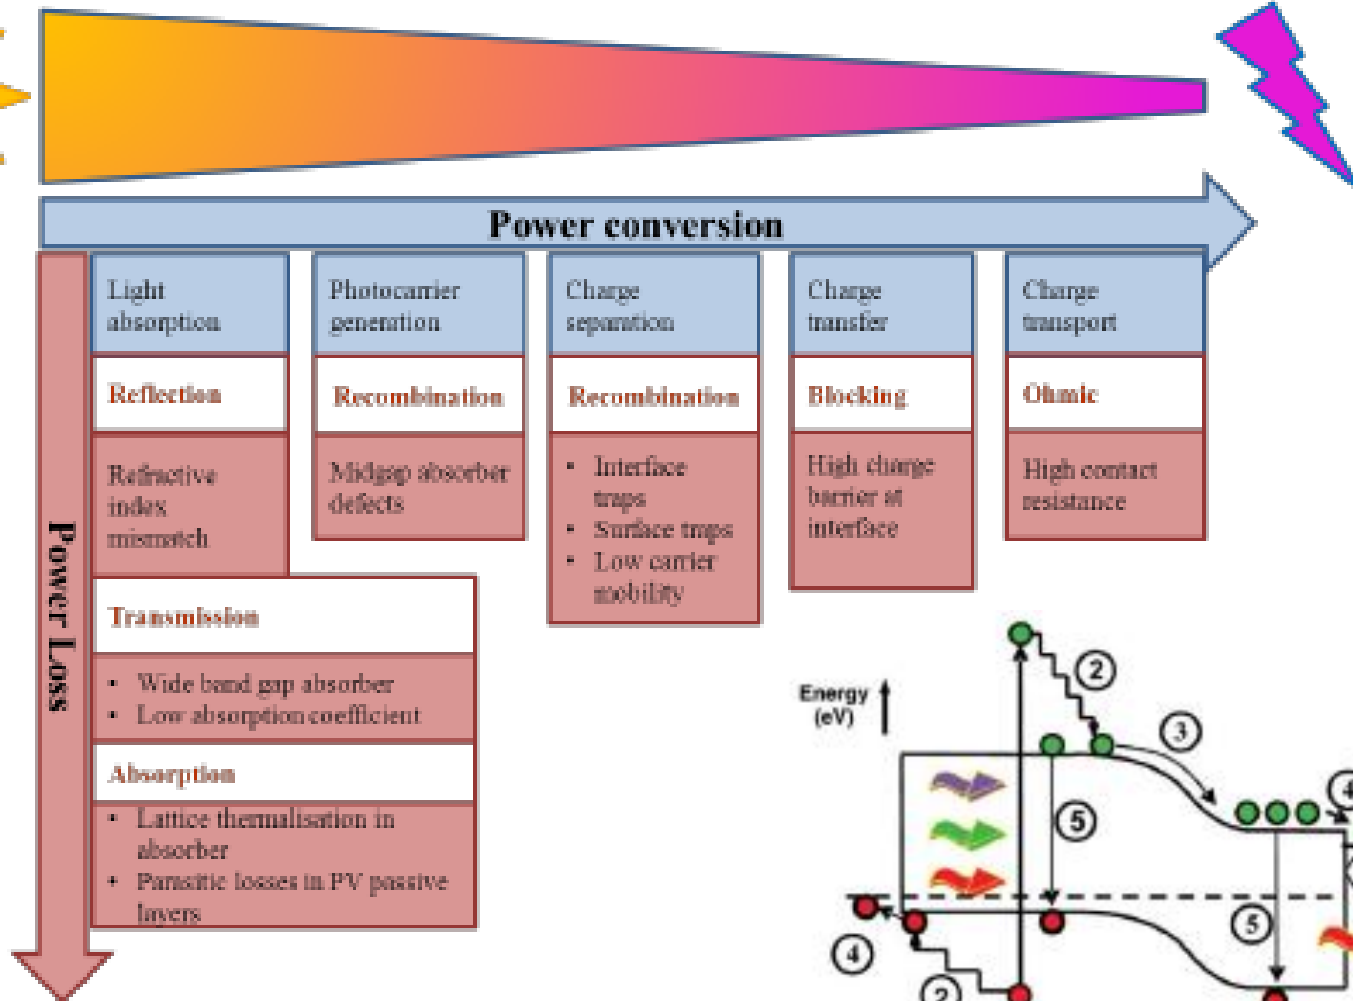 Power conversion
Light
absorption
Photocarrier
generation
Charge
separation
Charge
transfer
Charge
transport
Reflection
Recombination
Recombination
Blocking
Ohmic
Refractive
index
mismatch
Midgap absorber
defects
• Interface
traps
• Surface traps
• Low carrier
mobility
High charge
barrier at
interface
High contact
resistance
Power Loss
Transmission
• Wide band gap absorber
• Low absorption coefficient
Absorption
• Lattice thermalisation in
absorber
• Parasitic losses in PV passive
layers
Energy
(eV)
2
3
4
5
5
4
2